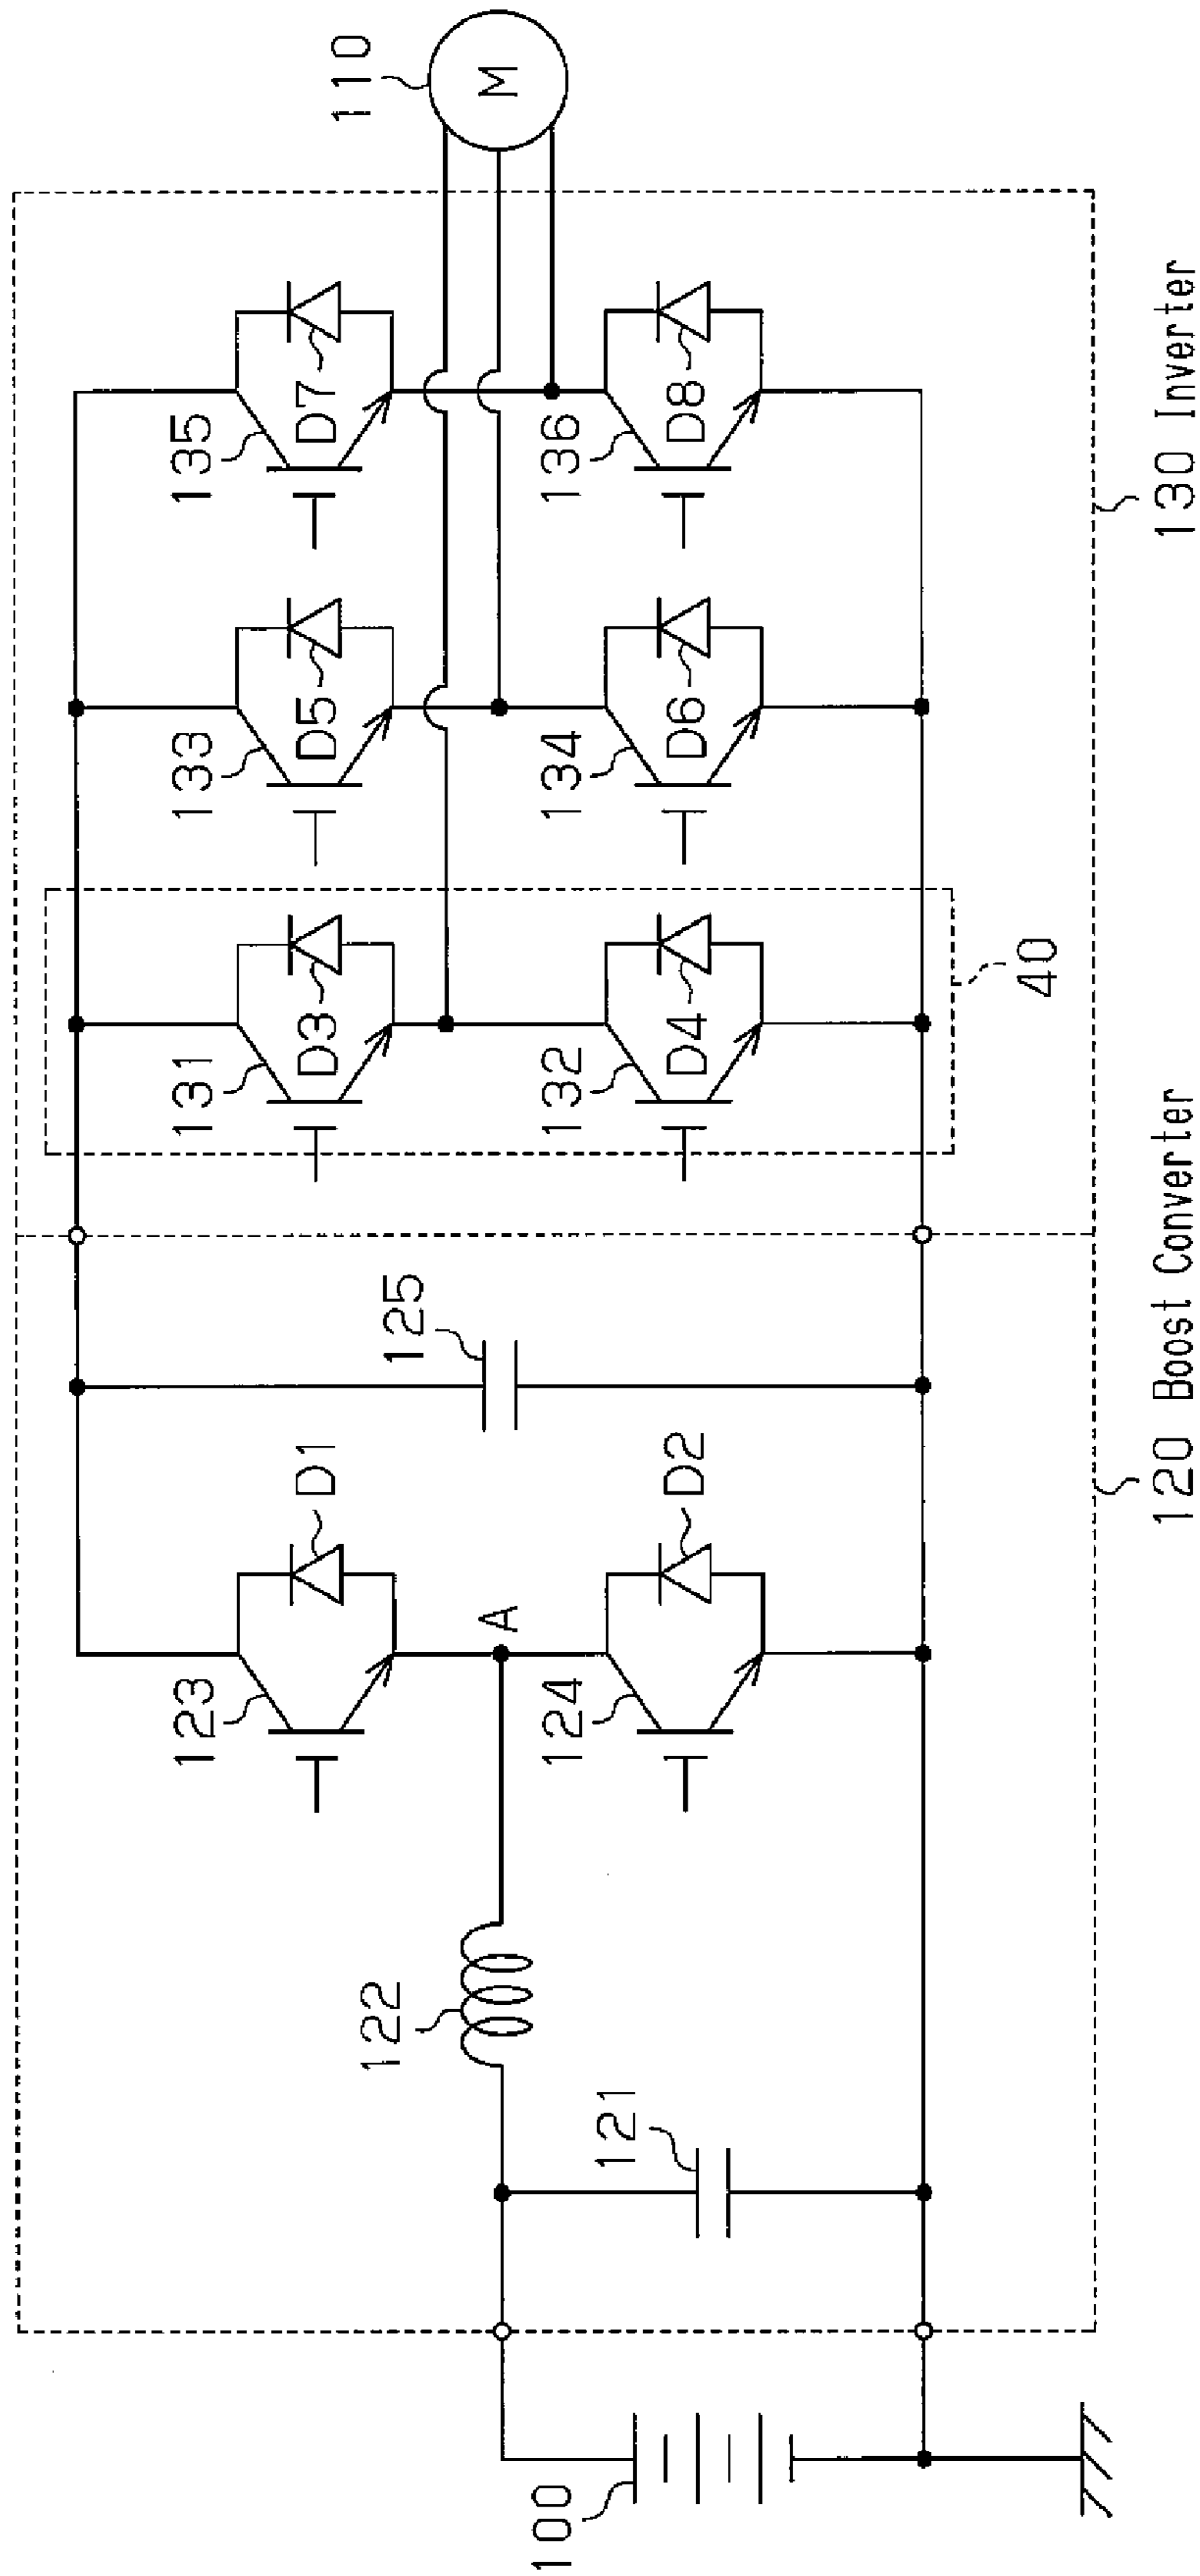 110
M
135
D7
136
D8
133
D5
134
D6
131
D3
132
D4
40
130 Inverter
125
123
D1
A
124
D2
122
121
120 Boost Converter
100